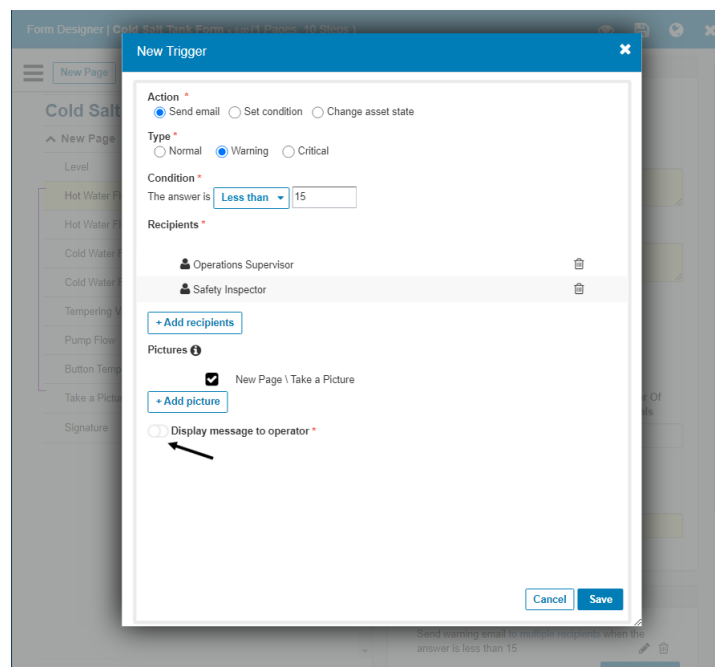 Form Designer | Cold Salt Tank Form - (1 Pages, 10 Steps )
New Trigger
New Page
Cold Salt
New Page
Level
Hot Water
Hot Water
Cold Water
Cold Water
Tempering
Pump Flow
Button Temp
Take a
Signature
Action *
Send email Set condition Change asset state
Type *
Normal Warning Critical
Condition *
The answer is Less than 15
Recipients *
Operations Supervisor
Safety Inspector
+ Add recipients
Pictures
New Page \ Take a Picture
+ Add picture
Display message to operator *
Cancel Save
Of
Send warning email to multiple recipients when the
answer is less than 15